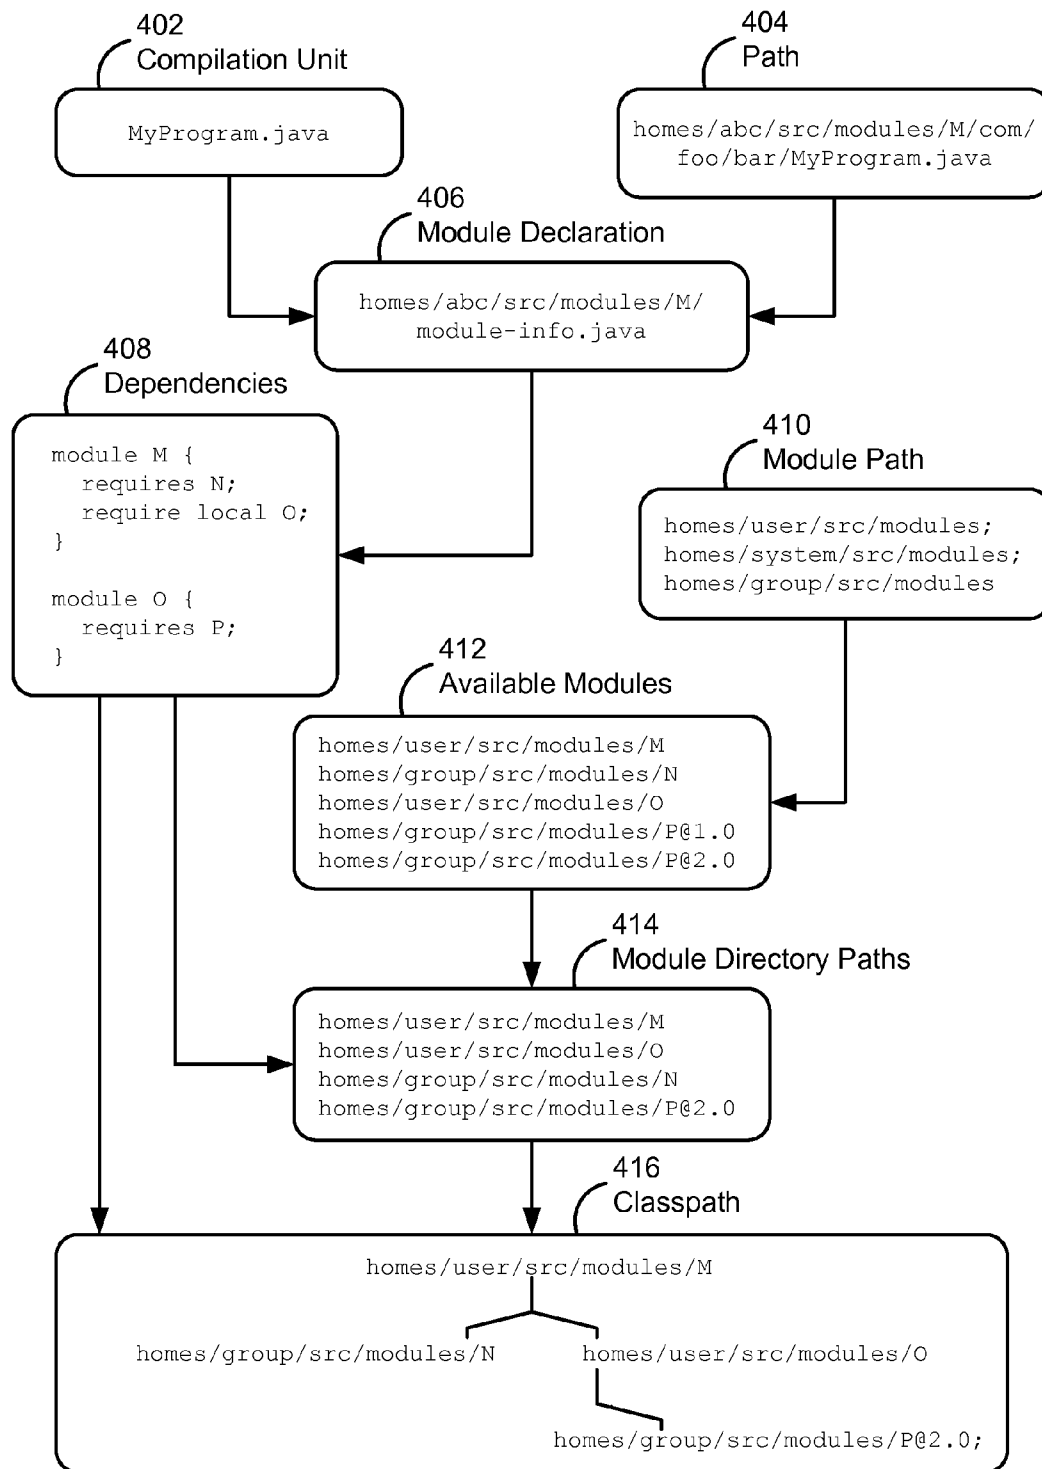 402
Compilation Unit
MyProgram.java
404
Path
homes/abc/src/modules/M/com/
foo/bar/MyProgram.java
406
Module Declaration
homes/abc/src/modules/M/
module-info.java
408
Dependencies
module M {
requires N;
require local O;
}
module O {
requires P;
}
410
Module Path
homes/user/src/modules;
homes/system/src/modules;
homes/group/src/modules
412
Available Modules
homes/user/src/modules/M
homes/group/src/modules/N
homes/user/src/modules/O
homes/group/src/modules/P@1.0
homes/group/src/modules/P@2.0
414
Module Directory Paths
homes/user/src/modules/M
homes/user/src/modules/O
homes/group/src/modules/N
homes/group/src/modules/P@2.0
416
Classpath
homes/user/src/modules/M
homes/group/src/modules/N
homes/user/src/modules/O
homes/group/src/modules/P@2.0;